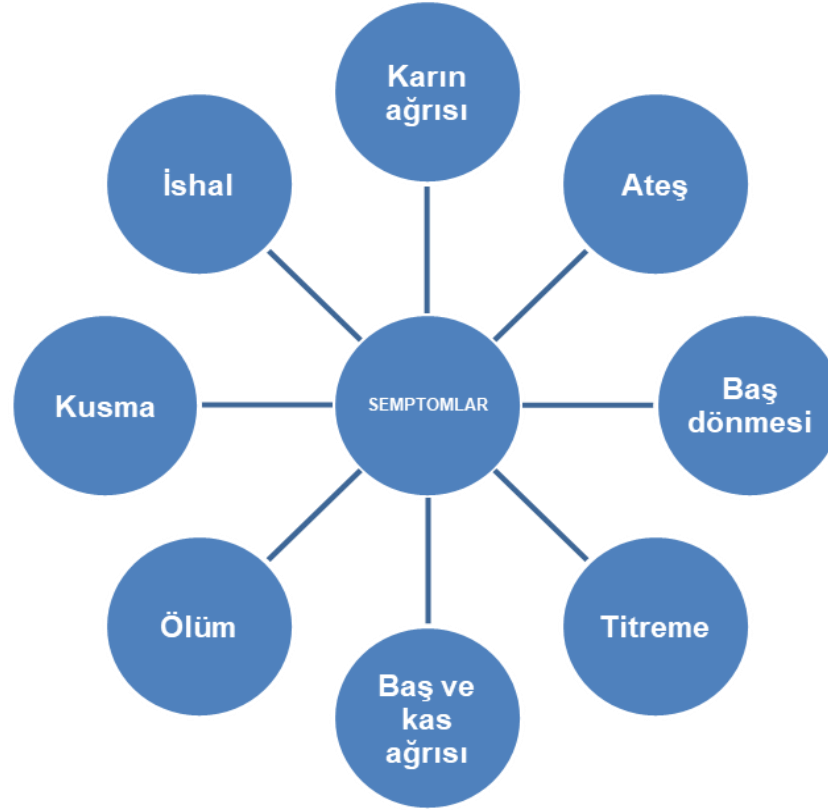 Karın
ağrısı
İshal
Ateş
Kusma
SEMPTOMLAR
Baş
dönmesi
Ölüm
Titreme
Baş ve
kas
ağrısı